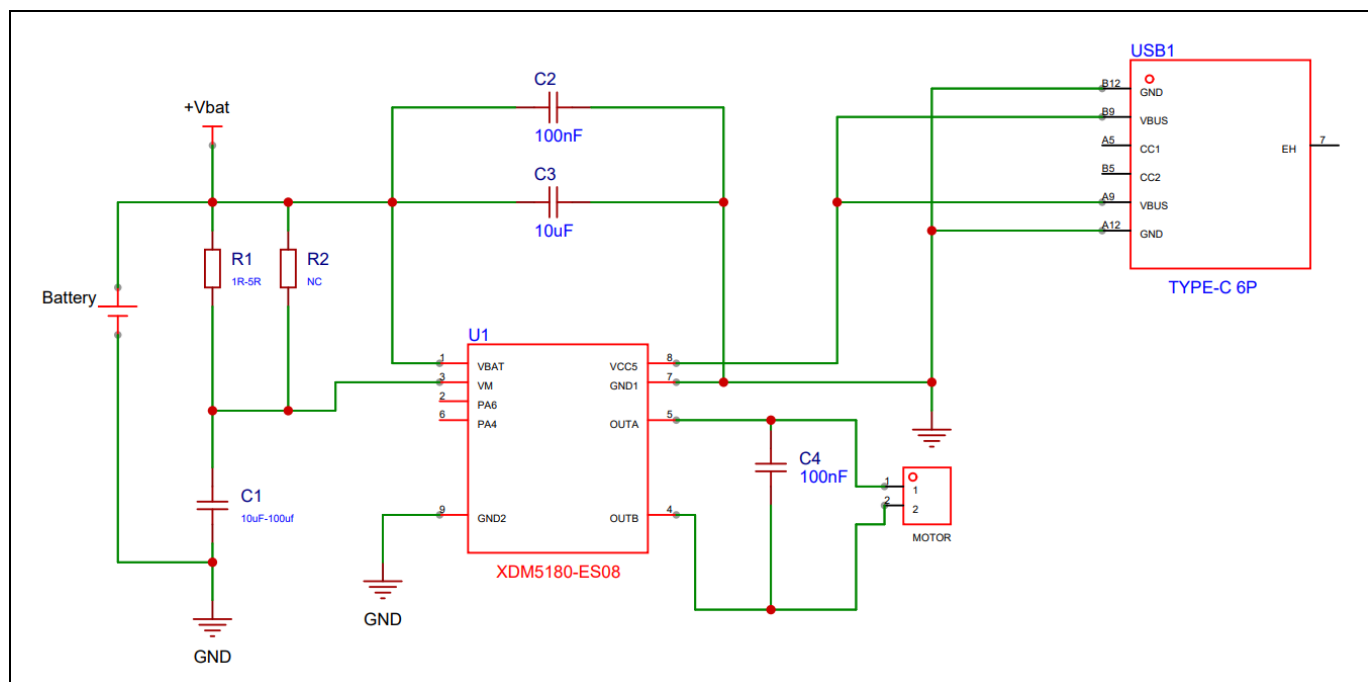 USB1
B12
GND
B9
VBUS
A5
CC1
B5
CC2
A9
VBUS
A12
GND
EH
7
TYPE-C 6P
C2
100nF
C3
10uF
+Vbat
R1
1R-5R
R2
NC
Battery
U1
1
VBAT
3
VM
2
PA6
6
PA4
9
GND2
8
VCC5
7
GND1
5
OUTA
4
OUTB
XDM5180-ES08
C4
100nF
1
1
2
2
MOTOR
C1
10uF-100uf
GND
GND